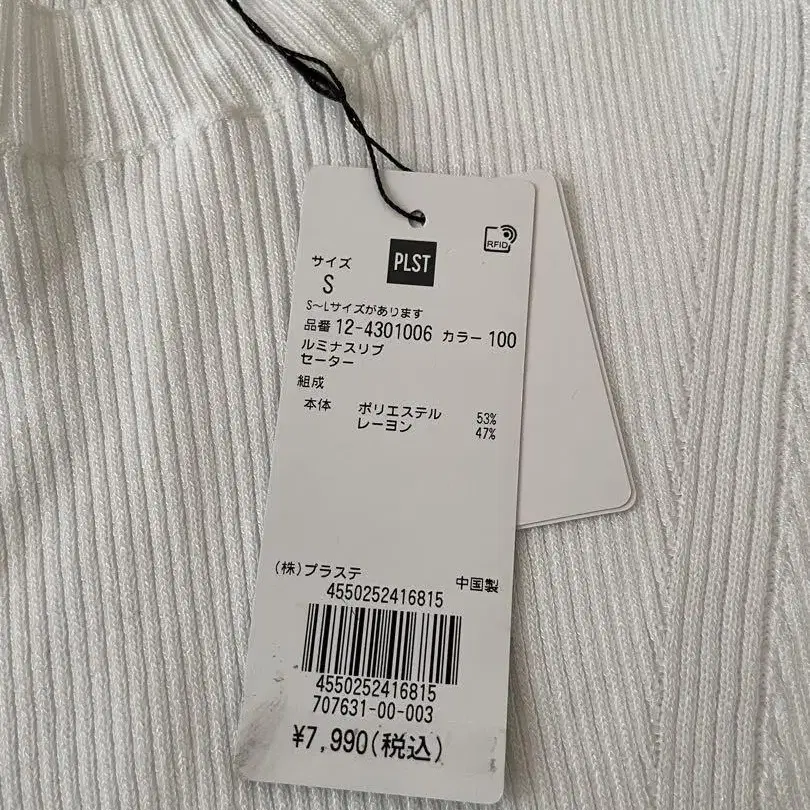 PLST
RFID
サイズ
S
S〜Lサイズがあります
品番 12-4301006 カラー 100
ルミナスリブ
セーター
組成
本体 ポリエステル 53%
レーヨン 47%
(株)プラステ 中国製
4550252416815
4550252416815
707631-00-003
¥7,990(税込)